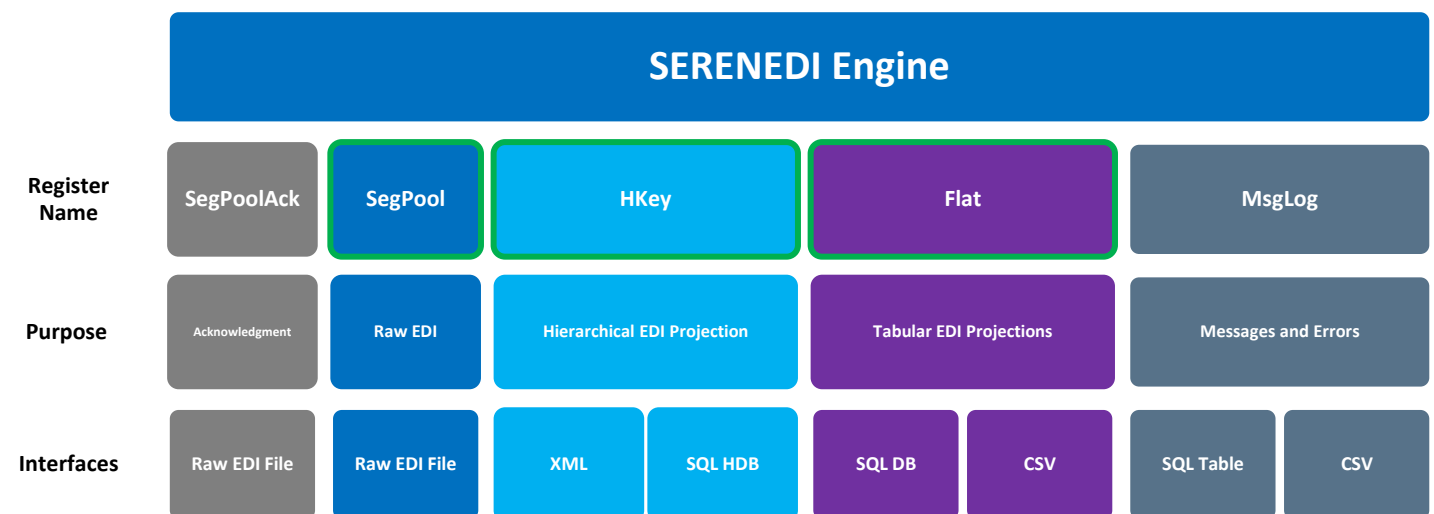 SERENEDI Engine
Register
Name
SegPoolAck
SegPool
HKey
Flat
MsgLog
Purpose
Acknowledgment
Raw EDI
Hierarchical EDI Projection
Tabular EDI Projections
Messages and Errors
Interfaces
Raw EDI File
Raw EDI File
XML
SQL HDB
SQL DB
CSV
SQL Table
CSV